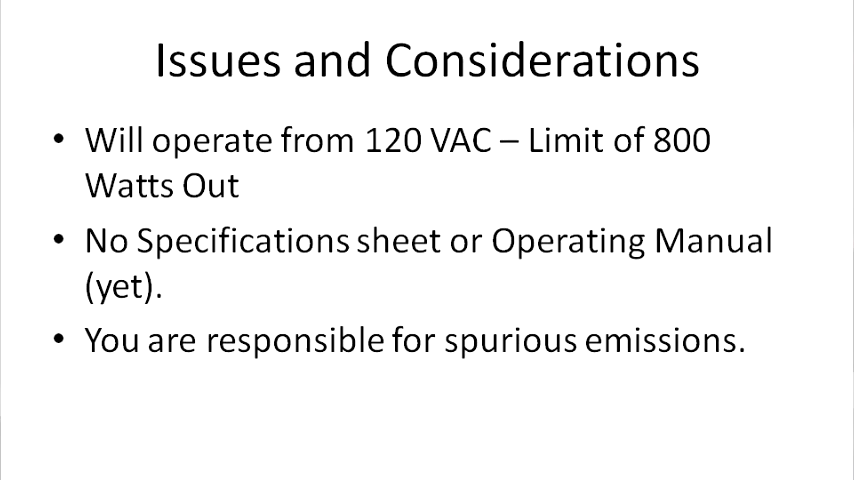 Issues and Considerations
• Will operate from 120 VAC – Limit of 800
Watts Out
• No Specifications sheet or Operating Manual
(yet).
• You are responsible for spurious emissions.